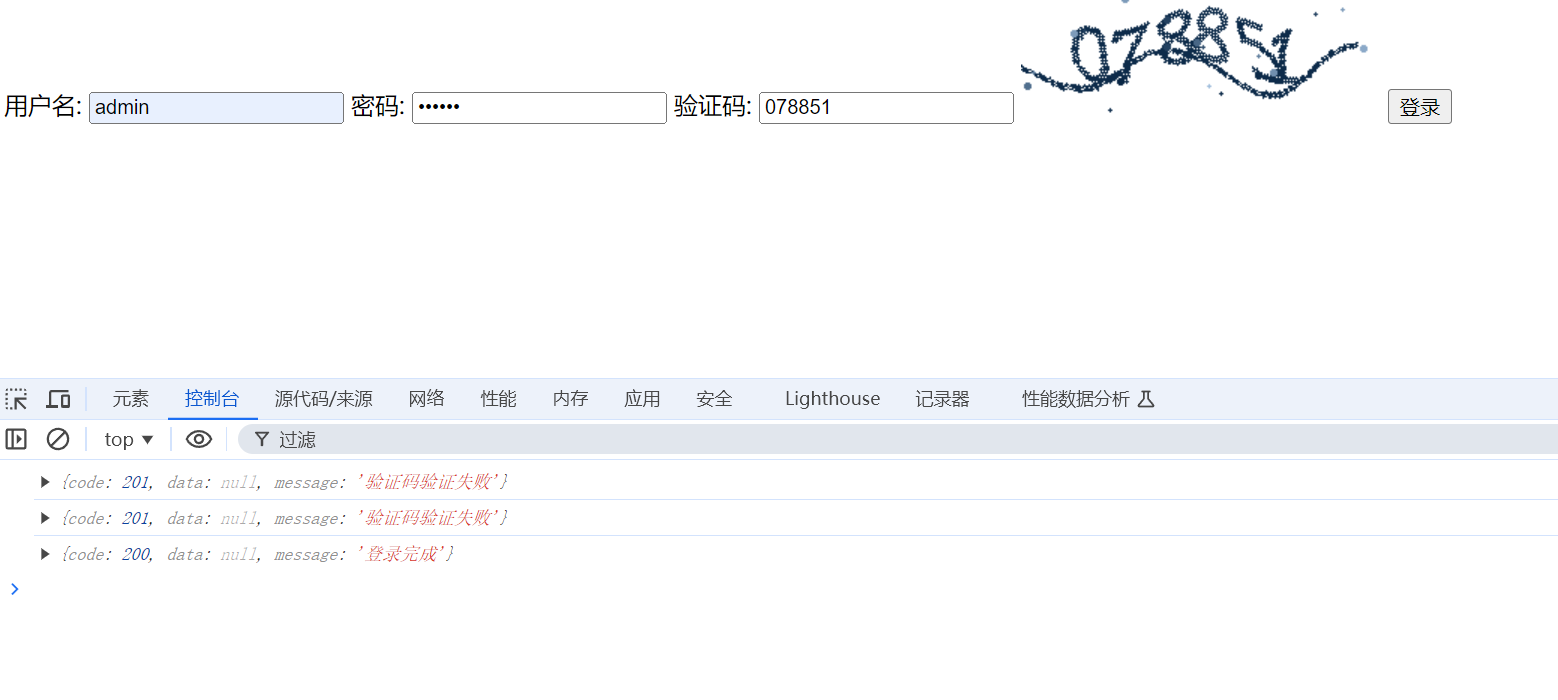 078851
用户名: admin 密码: •••••• 验证码: 078851 登录
元素 控制台 源代码/来源 网络 性能 内存 应用 安全 Lighthouse 记录器 性能数据分析
top ▼ 过滤
▶ {code: 201, data: null, message: '验证码验证失败'}
▶ {code: 201, data: null, message: '验证码验证失败'}
▶ {code: 200, data: null, message: '登录完成'}
>